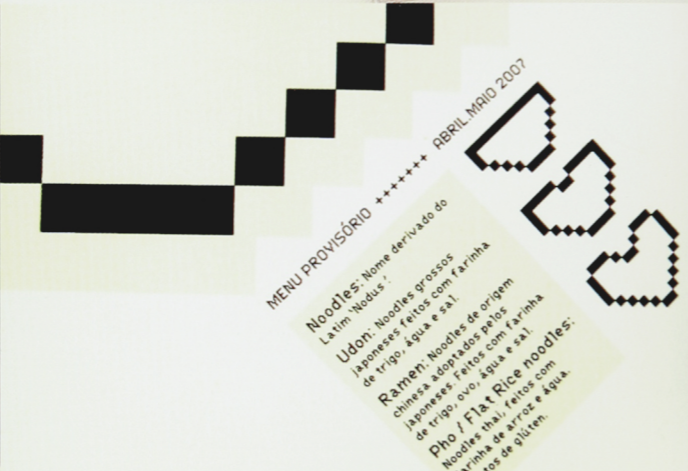 MENU PROVISÓRIO +++++++ ABRIL.MAIO 2007
Noodles: Nome derivado do
Latim 'Nodus'.
Udon: Noodles grossos
japoneses feitos com farinha
de trigo, água e sal.
Ramen: Noodles de origem
chinesa adoptados pelos
japoneses. Feitos com farinha
de trigo, ovo, água e sal.
Pho / Flat Rice noodles:
Noodles thai, feitos com
arinha de arroz e água.
os de glúten.